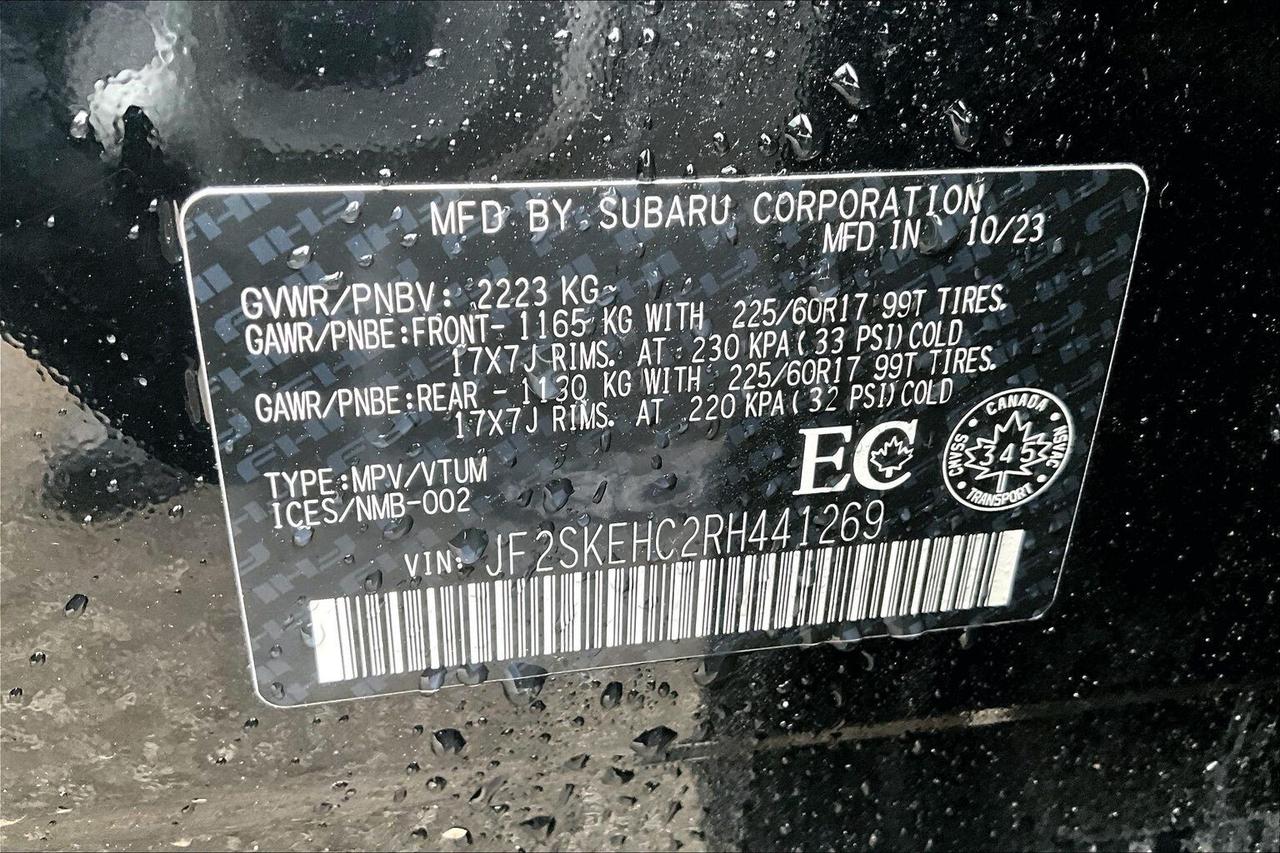 MFD BY SUBARU CORPORATION
MFD IN 10/23
GVWR/PNBV: 2223 KG
GAWR/PNBE:FRONT- 1165 KG WITH 225/60R17 99T TIRES.
17X7J RIMS. AT 230 KPA(33 PSI)COLD
GAWR/PNBE:REAR - 1130 KG WITH 225/60R17 99T TIRES.
17X7J RIMS. AT 220 KPA(32 PSI)COLD
EC
CANADA
CMVSS 345 NSVAC
TRANSPORT
TYPE:MPV/VTUM
ICES/NMB-002
VIN: JF2SKEHC2RH441269